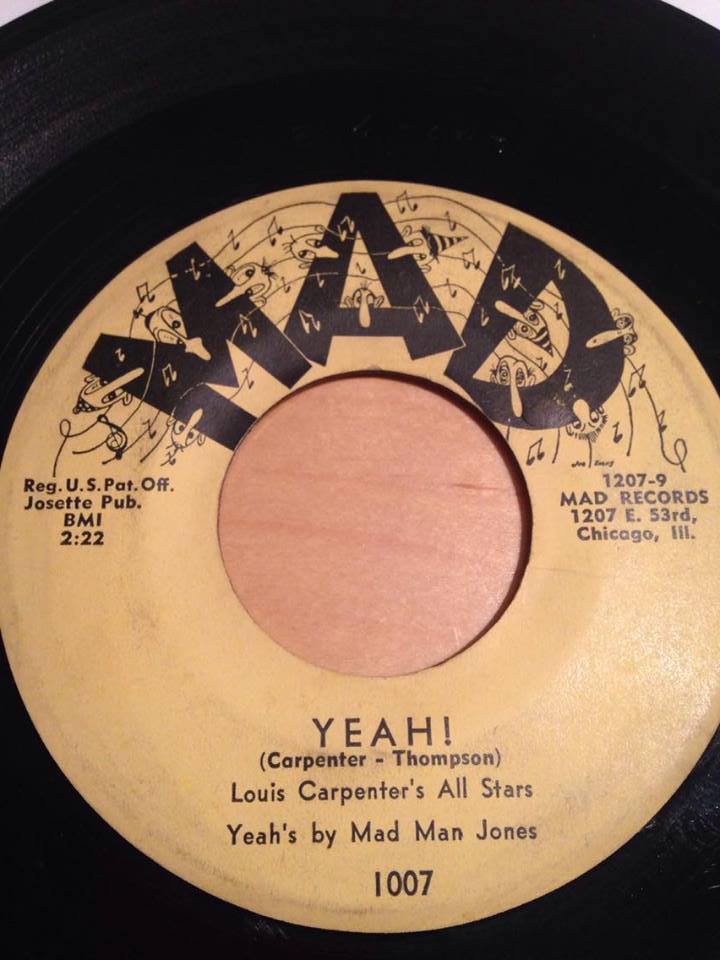 MAD
Reg. U.S. Pat. Off.
Josette Pub.
BMI
2:22
1207-9
MAD RECORDS
1207 E. 53rd,
Chicago, Ill.
YEAH!
(Carpenter - Thompson)
Louis Carpenter's All Stars
Yeah's by Mad Man Jones
1007